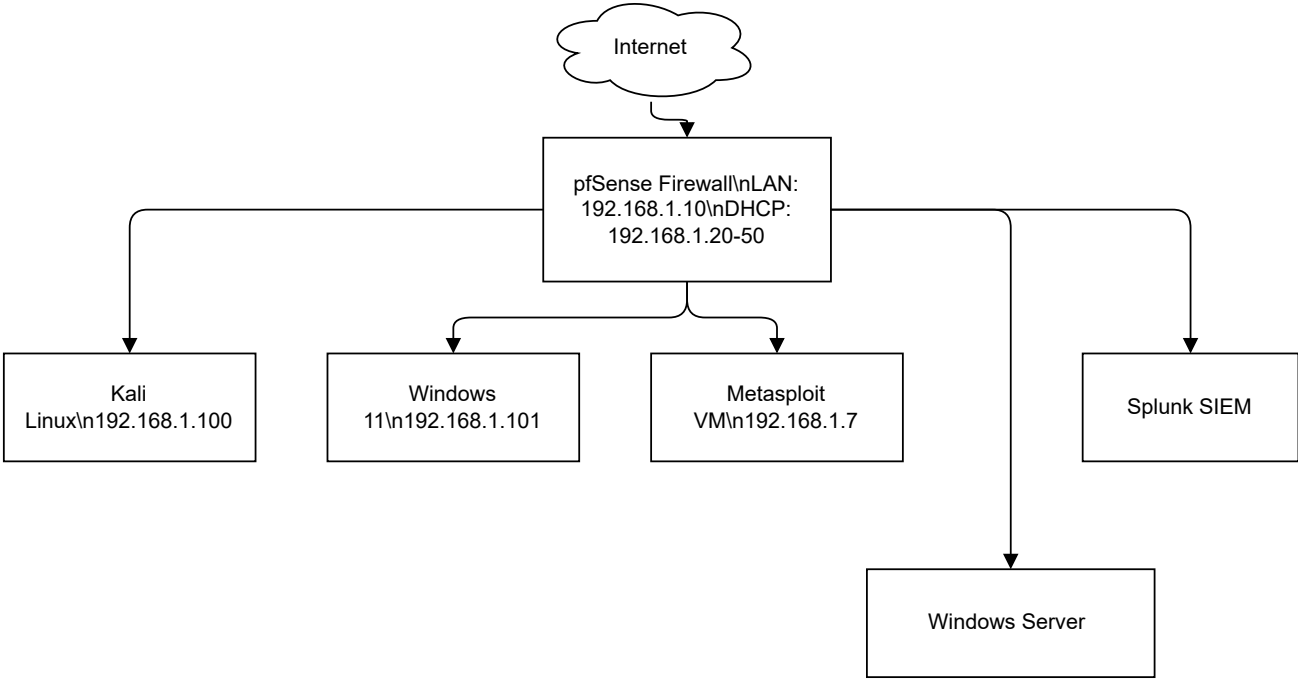 Internet
pfSense Firewall\nLAN:
192.168.1.10\nDHCP:
192.168.1.20-50
Kali
Linux\n192.168.1.100
Windows
11\n192.168.1.101
Metasploit
VM\n192.168.1.7
Splunk SIEM
Windows Server